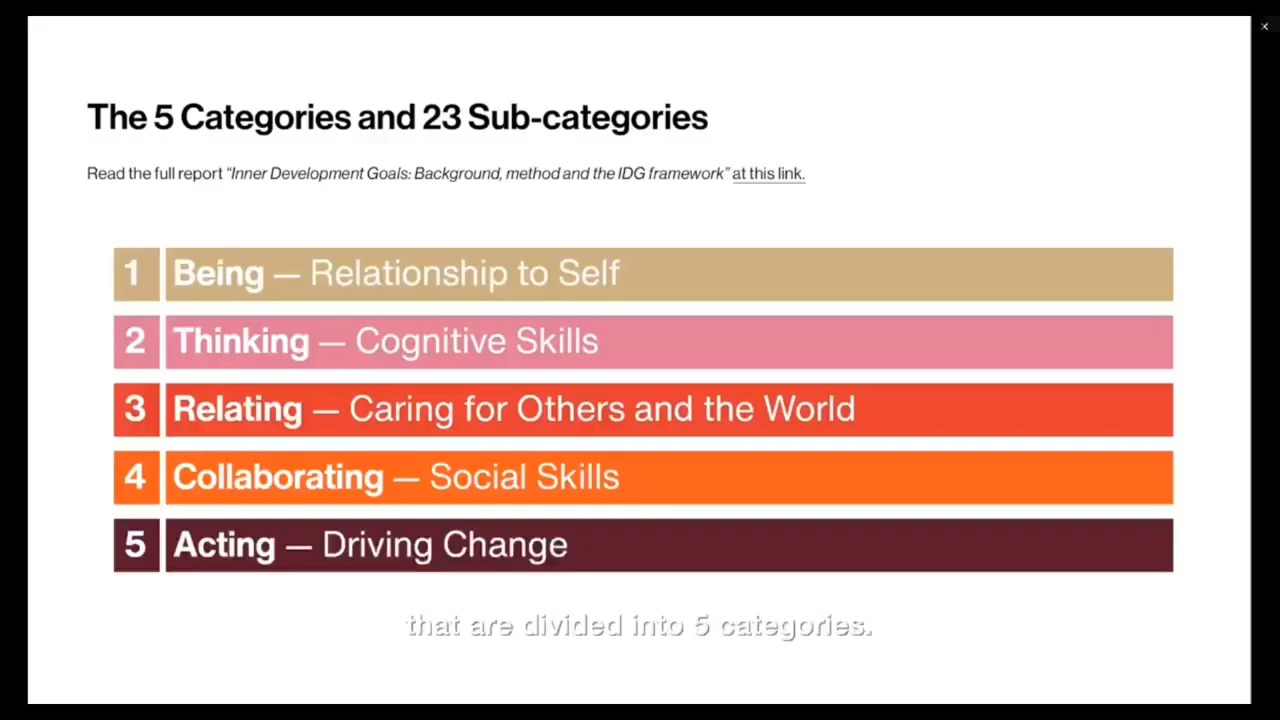 The 5 Categories and 23 Sub-categories
Read the full report “Inner Development Goals: Background, method and the IDG framework” at this link.
1 Being — Relationship to Self
2 Thinking — Cognitive Skills
3 Relating — Caring for Others and the World
4 Collaborating — Social Skills
5 Acting — Driving Change
that are divided into 5 categories.